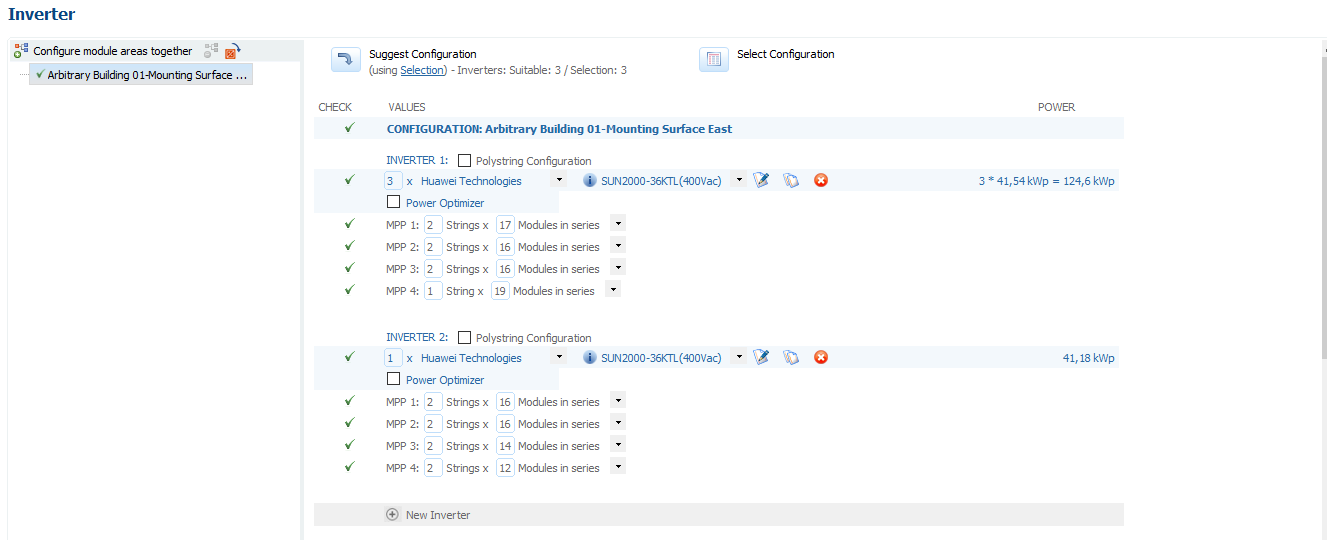 Inverter
Configure module areas together
Arbitrary Building 01-Mounting Surface ...
Suggest Configuration
(using Selection) - Inverters: Suitable: 3 / Selection: 3
Select Configuration
CHECK VALUES POWER
CONFIGURATION: Arbitrary Building 01-Mounting Surface East
INVERTER 1: Polystring Configuration
3 x Huawei Technologies SUN2000-36KTL(400Vac) 3 * 41,54 kWp = 124,6 kWp
Power Optimizer
MPP 1: 2 Strings x 17 Modules in series
MPP 2: 2 Strings x 16 Modules in series
MPP 3: 2 Strings x 16 Modules in series
MPP 4: 1 String x 19 Modules in series
INVERTER 2: Polystring Configuration
1 x Huawei Technologies SUN2000-36KTL(400Vac) 41,18 kWp
Power Optimizer
MPP 1: 2 Strings x 16 Modules in series
MPP 2: 2 Strings x 16 Modules in series
MPP 3: 2 Strings x 14 Modules in series
MPP 4: 2 Strings x 12 Modules in series
New Inverter